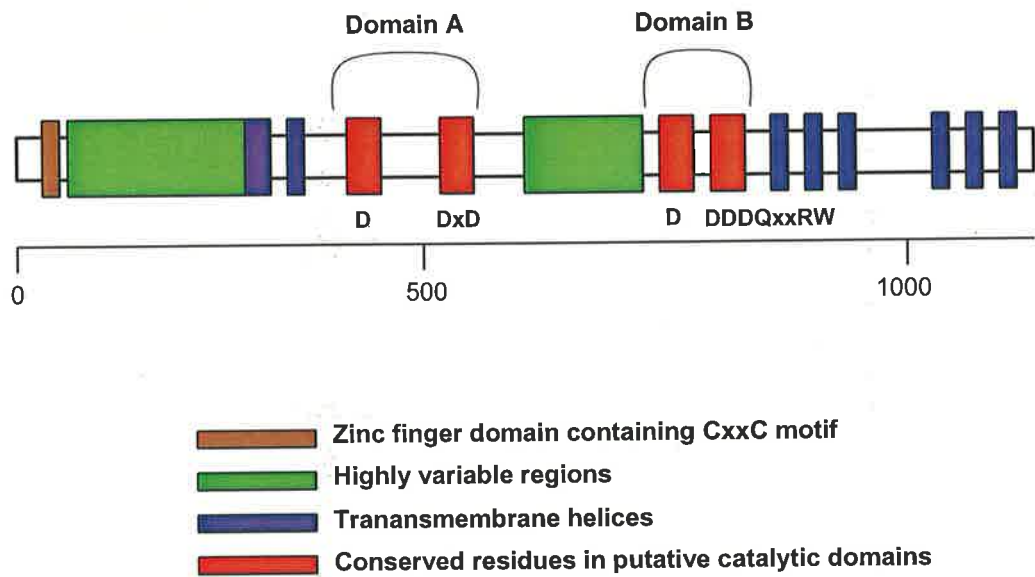 Domain A
Domain B
D
DxD
D
DDDQxxRW
0
500
1000
Zinc finger domain containing CxxC motif
Highly variable regions
Tranansmembrane helices
Conserved residues in putative catalytic domains